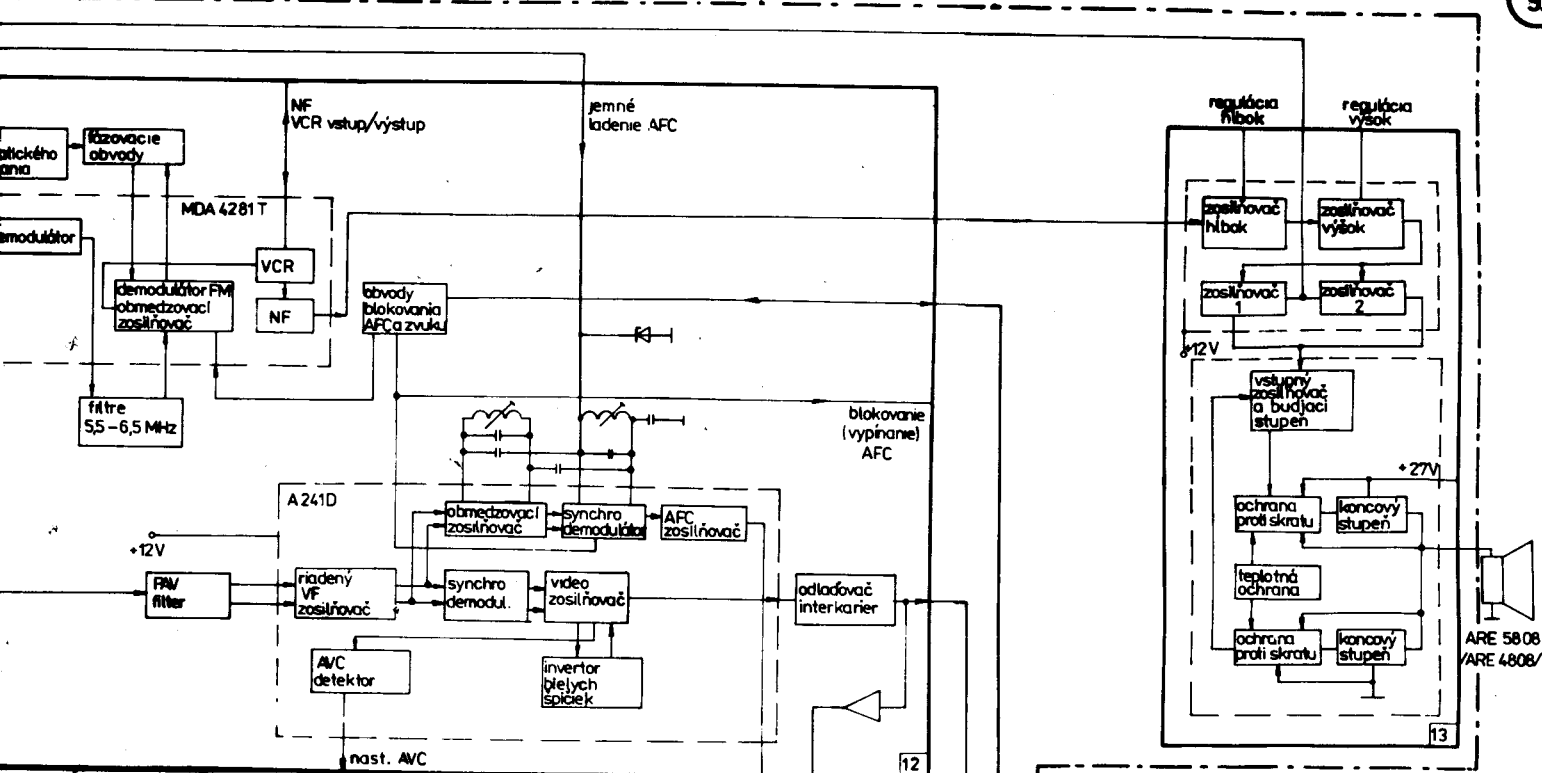 NF
VCR vstup/výstup
jemné
ladenie AFC
regulácia
hĺbok
regulácia
výšok
fázovacie
obvody
MDA 4281 T
VCR
NF
demodulátor FM
obmedzovací
zosilňovač
obvody
blokovania
AFC a zvuku
filtre
5,5–6,5 MHz
zosilňovač
hĺbok
zosilňovač
výšok
zosilňovač
1
zosilňovač
2
+12V
vstupný
zosilňovač
a budjaci
stupeň
blokovanie
(vypínanie)
AFC
+27V
A 241D
obmedzovací
zosilňovač
synchro
demodulátor
AFC
zosilňovač
ochrana
proti skratu
koncový
stupeň
+12V
PAV
filter
riadený
VF
zosilňovač
synchro
demodul.
video
zosilňovač
odlaďovač
interkarier
teplotná
ochrana
ochrana
proti skratu
koncový
stupeň
ARE 5808
/ARE 4808/
AVC
detektor
invertor
bielych
špičiek
nast. AVC
12
13